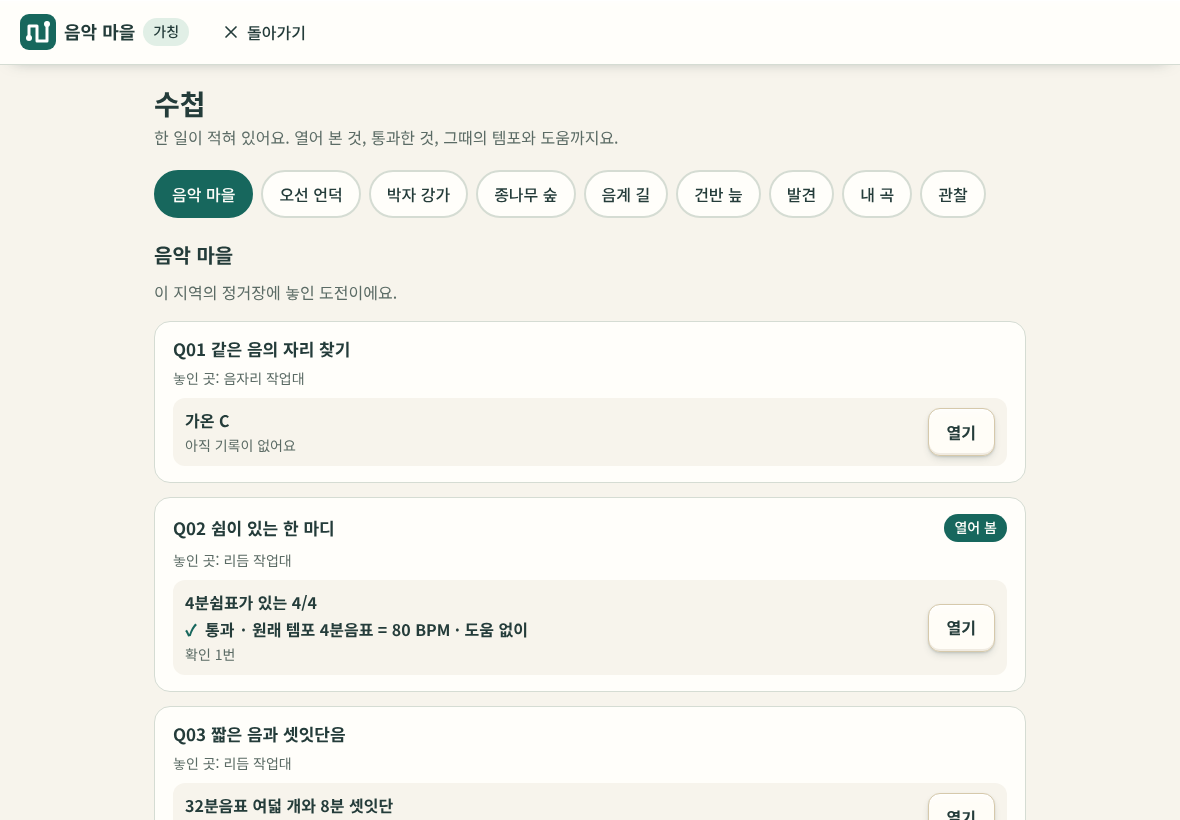 음악 마을 가칭 돌아가기
수첩
한 일이 적혀 있어요. 열어 본 것, 통과한 것, 그때의 템포와 도움까지요.
음악 마을 오선 언덕 박자 강가 종나무 숲 음계 길 건반 늪 발견 내 곡 관찰
음악 마을
이 지역의 정거장에 놓인 도전이에요.
Q01 같은 음의 자리 찾기
놓인 곳: 음자리 작업대
가온 C
아직 기록이 없어요
열기
Q02 쉼이 있는 한 마디 열어 봄
놓인 곳: 리듬 작업대
4분쉼표가 있는 4/4
✓ 통과 · 원래 템포 4분음표 = 80 BPM · 도움 없이
확인 1번
열기
Q03 짧은 음과 셋잇단음
놓인 곳: 리듬 작업대
32분음표 여덟 개와 8분 셋잇단
열기